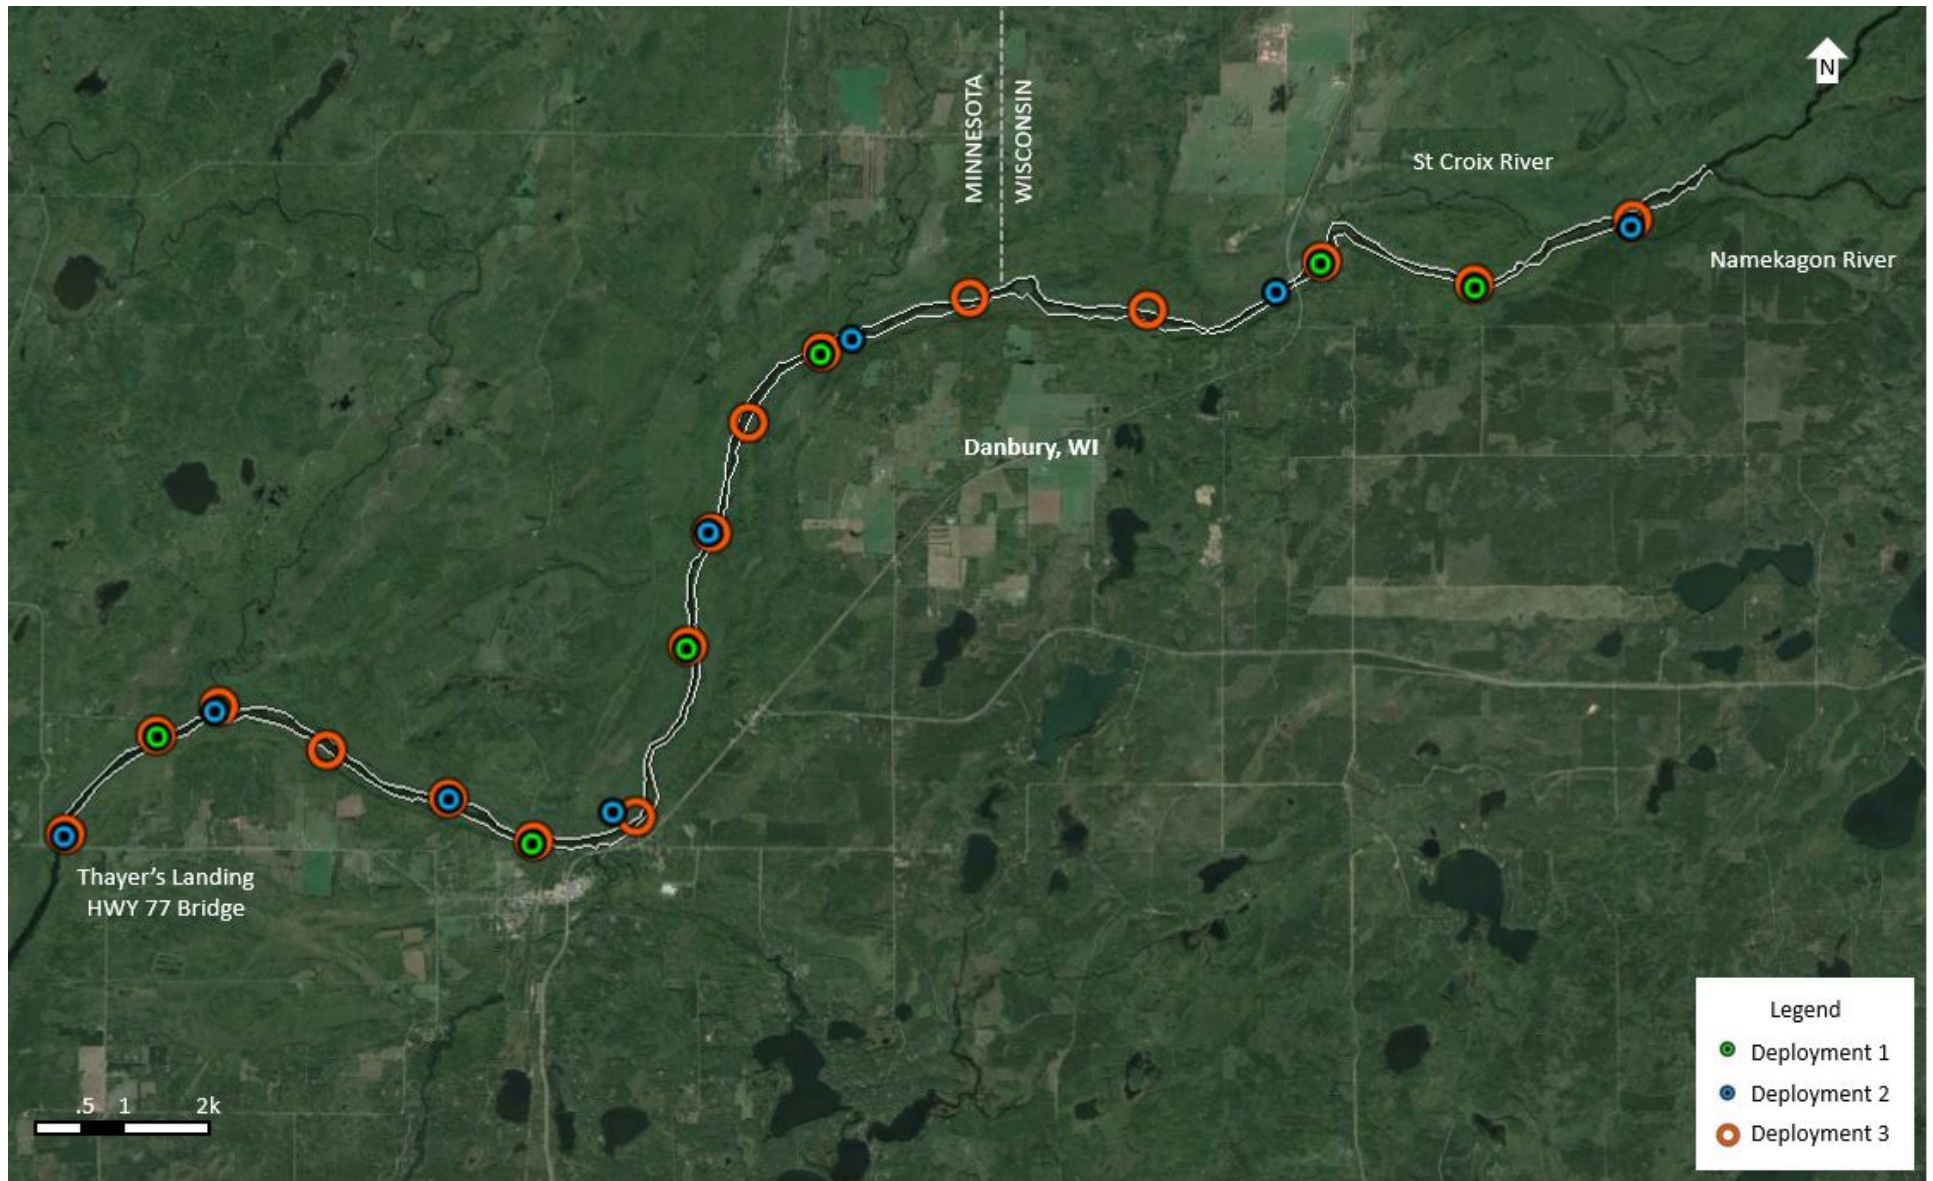 N
MINNESOTA
WISCONSIN
St Croix River
Namekagon River
Danbury, WI
Thayer's Landing
HWY 77 Bridge
.5 1 2k
Legend
Deployment 1
Deployment 2
Deployment 3